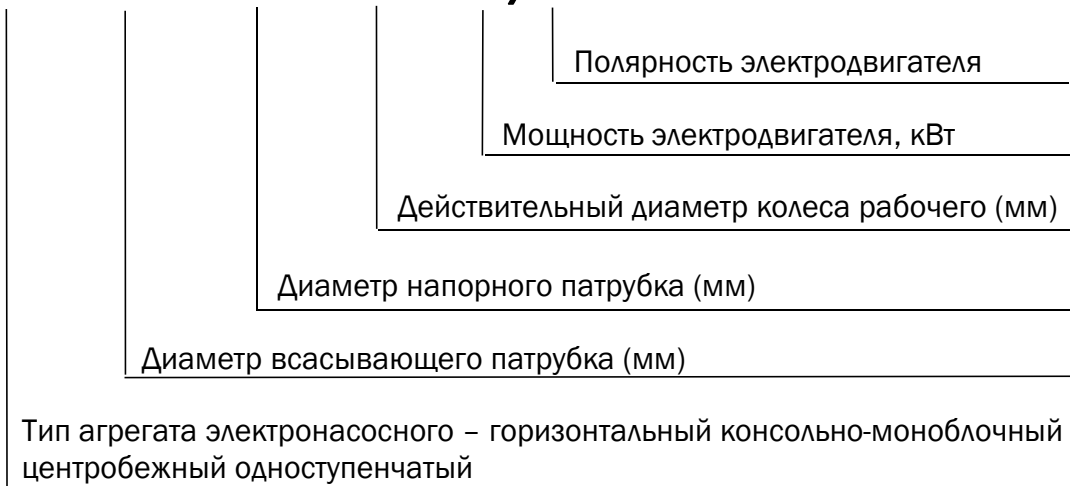 Полярность электродвигателя
Мощность электродвигателя, кВт
Действительный диаметр колеса рабочего (мм)
Диаметр напорного патрубка (мм)
Диаметр всасывающего патрубка (мм)
Тип агрегата электронасосного – горизонтальный консольно-моноблочный
центробежный одноступенчатый